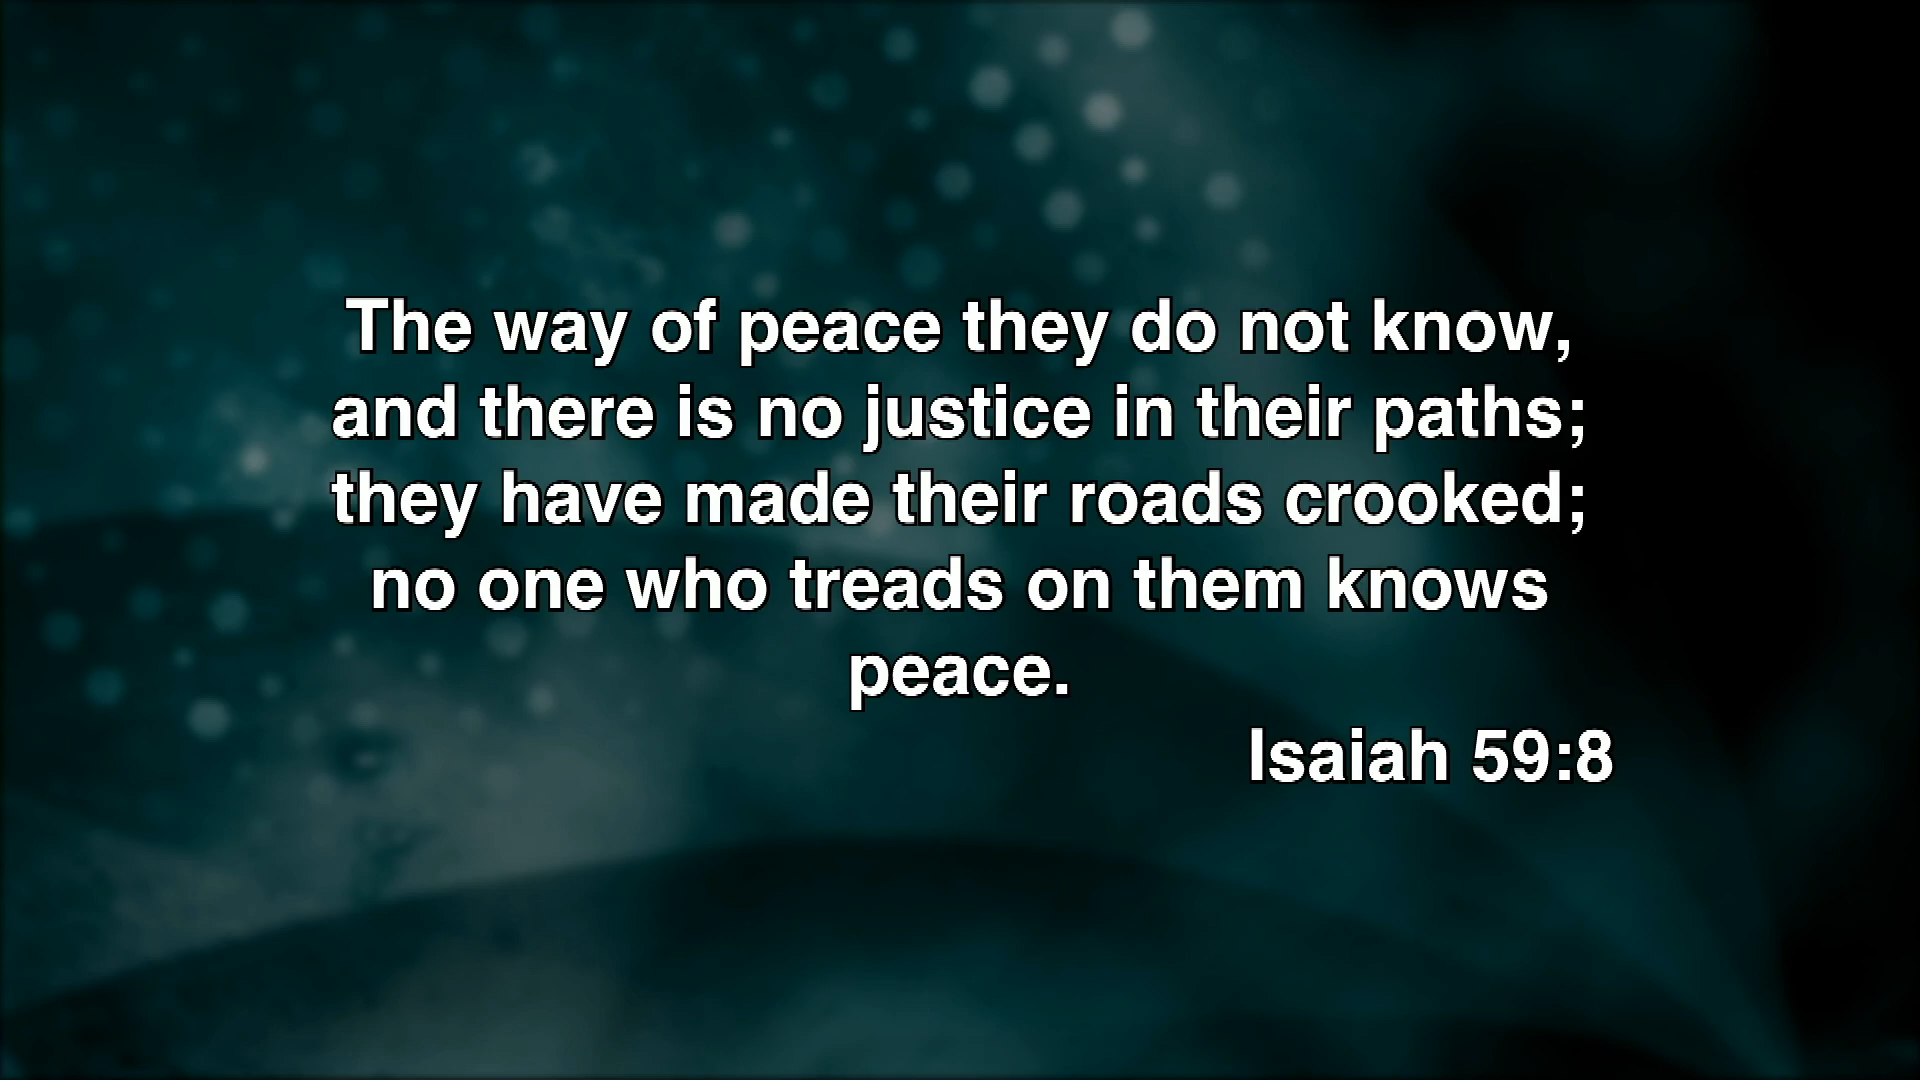 The way of peace they do not know,
and there is no justice in their paths;
they have made their roads crooked;
no one who treads on them knows
peace.
Isaiah 59:8